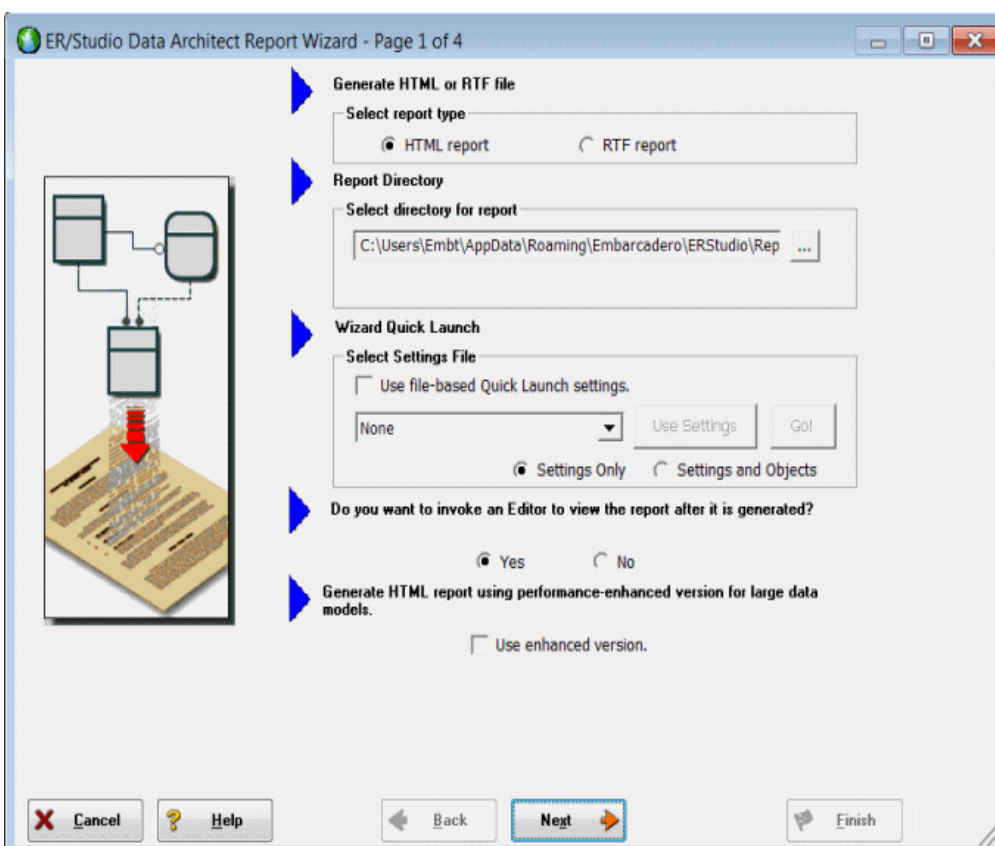 ER/Studio Data Architect Report Wizard - Page 1 of 4
Generate HTML or RTF file
Select report type
HTML report
RTF report
Report Directory
Select directory for report
C:\Users\Embt\AppData\Roaming\Embarcadero\ERStudio\Rep
...
Wizard Quick Launch
Select Settings File
Use file-based Quick Launch settings.
None
Use Settings
Go!
Settings Only
Settings and Objects
Do you want to invoke an Editor to view the report after it is generated?
Yes
No
Generate HTML report using performance-enhanced version for large data
models.
Use enhanced version.
Cancel
Help
Back
Next
Finish